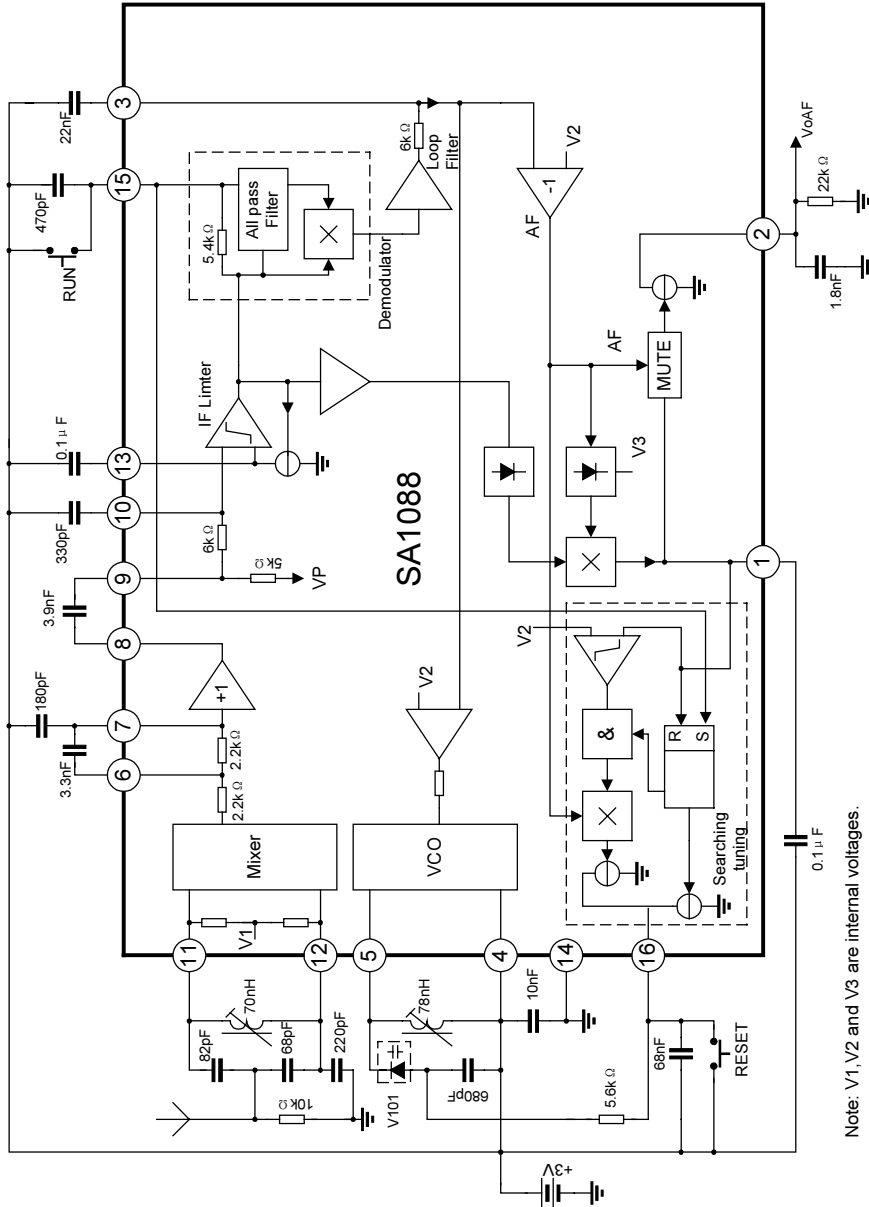 22nF
3
470pF
15
RUN
0.1μF
13
330pF
10
3.9nF
9
8
180pF
7
3.3nF
6
5.4kΩ
All pass
Filter
Demodulator
6kΩ
Loop
Filter
IF Limter
6kΩ
5kΩ
VP
+1
2.2kΩ
2.2kΩ
SA1088
V2
-1
AF
AF
MUTE
V3
V2
VoAF
22kΩ
2
1.8nF
Mixer
VCO
V2
&
R
S
Searching
tuning
1
0.1μF
V1
11
12
5
4
14
16
82pF
70nH
68pF
220pF
10kΩ
V101
78nH
680pF
10nF
5.6kΩ
68nF
RESET
+3V
Note: V1,V2 and V3 are internal voltages.